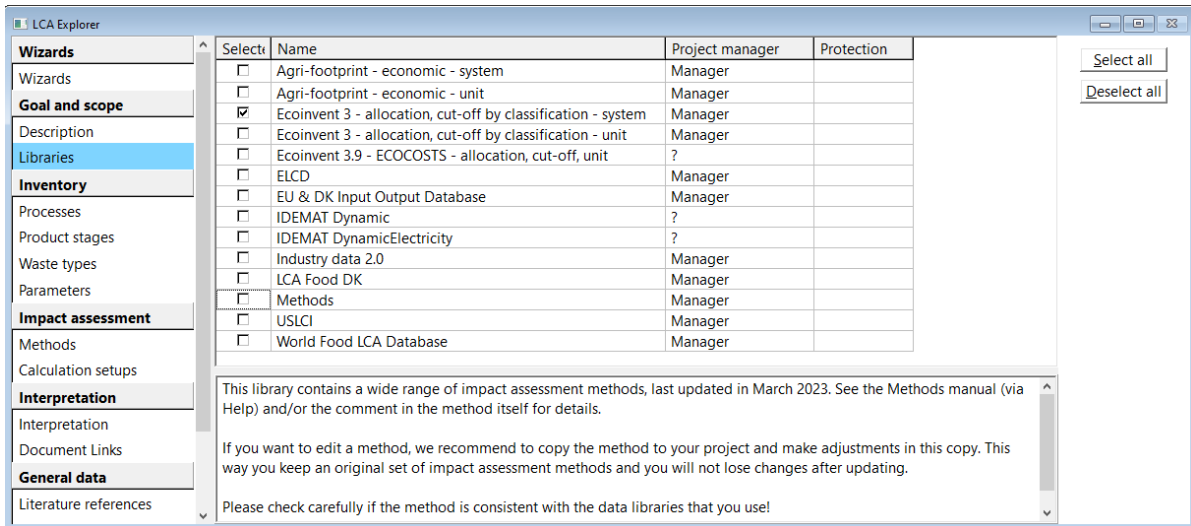 LCA Explorer
Wizards
Wizards
Goal and scope
Description
Libraries
Inventory
Processes
Product stages
Waste types
Parameters
Impact assessment
Methods
Calculation setups
Interpretation
Interpretation
Document Links
General data
Literature references
Selecte Name Project manager Protection
Agri-footprint - economic - system Manager
Agri-footprint - economic - unit Manager
Ecoinvent 3 - allocation, cut-off by classification - system Manager
Ecoinvent 3 - allocation, cut-off by classification - unit Manager
Ecoinvent 3.9 - ECOCOSTS - allocation, cut-off, unit ?
ELCD Manager
EU & DK Input Output Database Manager
IDEMAT Dynamic ?
IDEMAT DynamicElectricity ?
Industry data 2.0 Manager
LCA Food DK Manager
Methods Manager
USLCI Manager
World Food LCA Database Manager
This library contains a wide range of impact assessment methods, last updated in March 2023. See the Methods manual (via
Help) and/or the comment in the method itself for details.
If you want to edit a method, we recommend to copy the method to your project and make adjustments in this copy. This
way you keep an original set of impact assessment methods and you will not lose changes after updating.
Please check carefully if the method is consistent with the data libraries that you use!
Select all
Deselect all